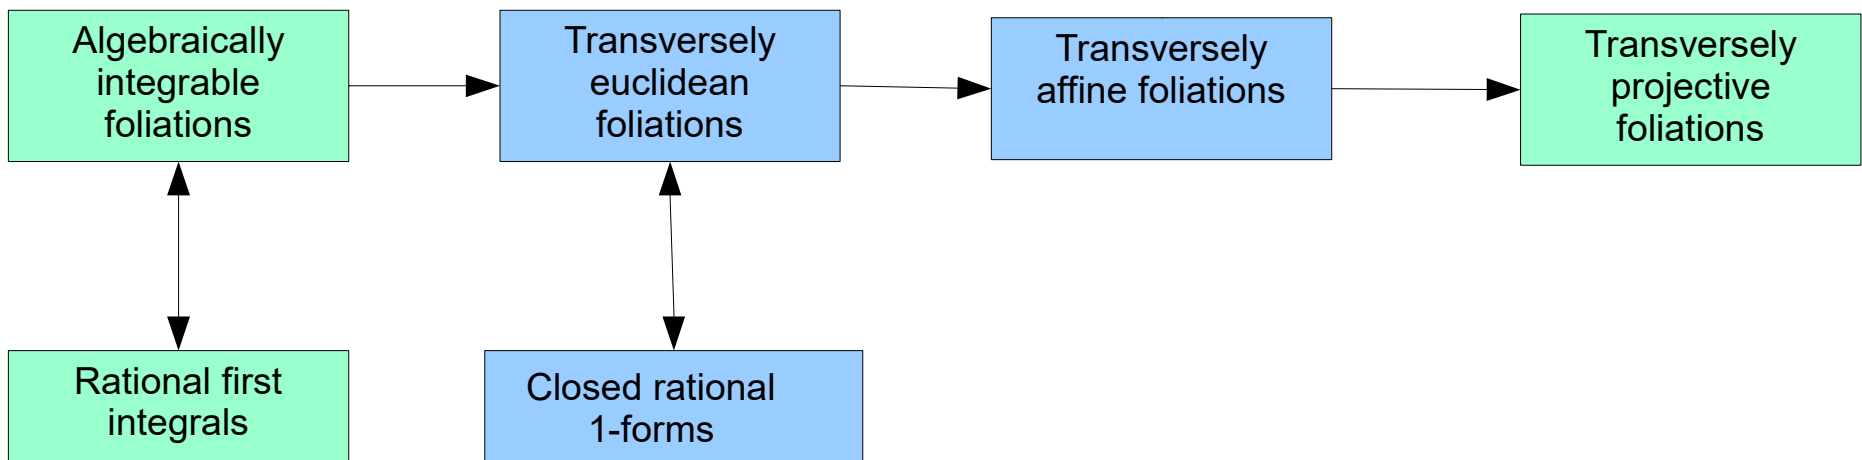 Algebraically
integrable
foliations
Transversely
euclidean
foliations
Transversely
affine foliations
Transversely
projective
foliations
Rational first
integrals
Closed rational
1-forms